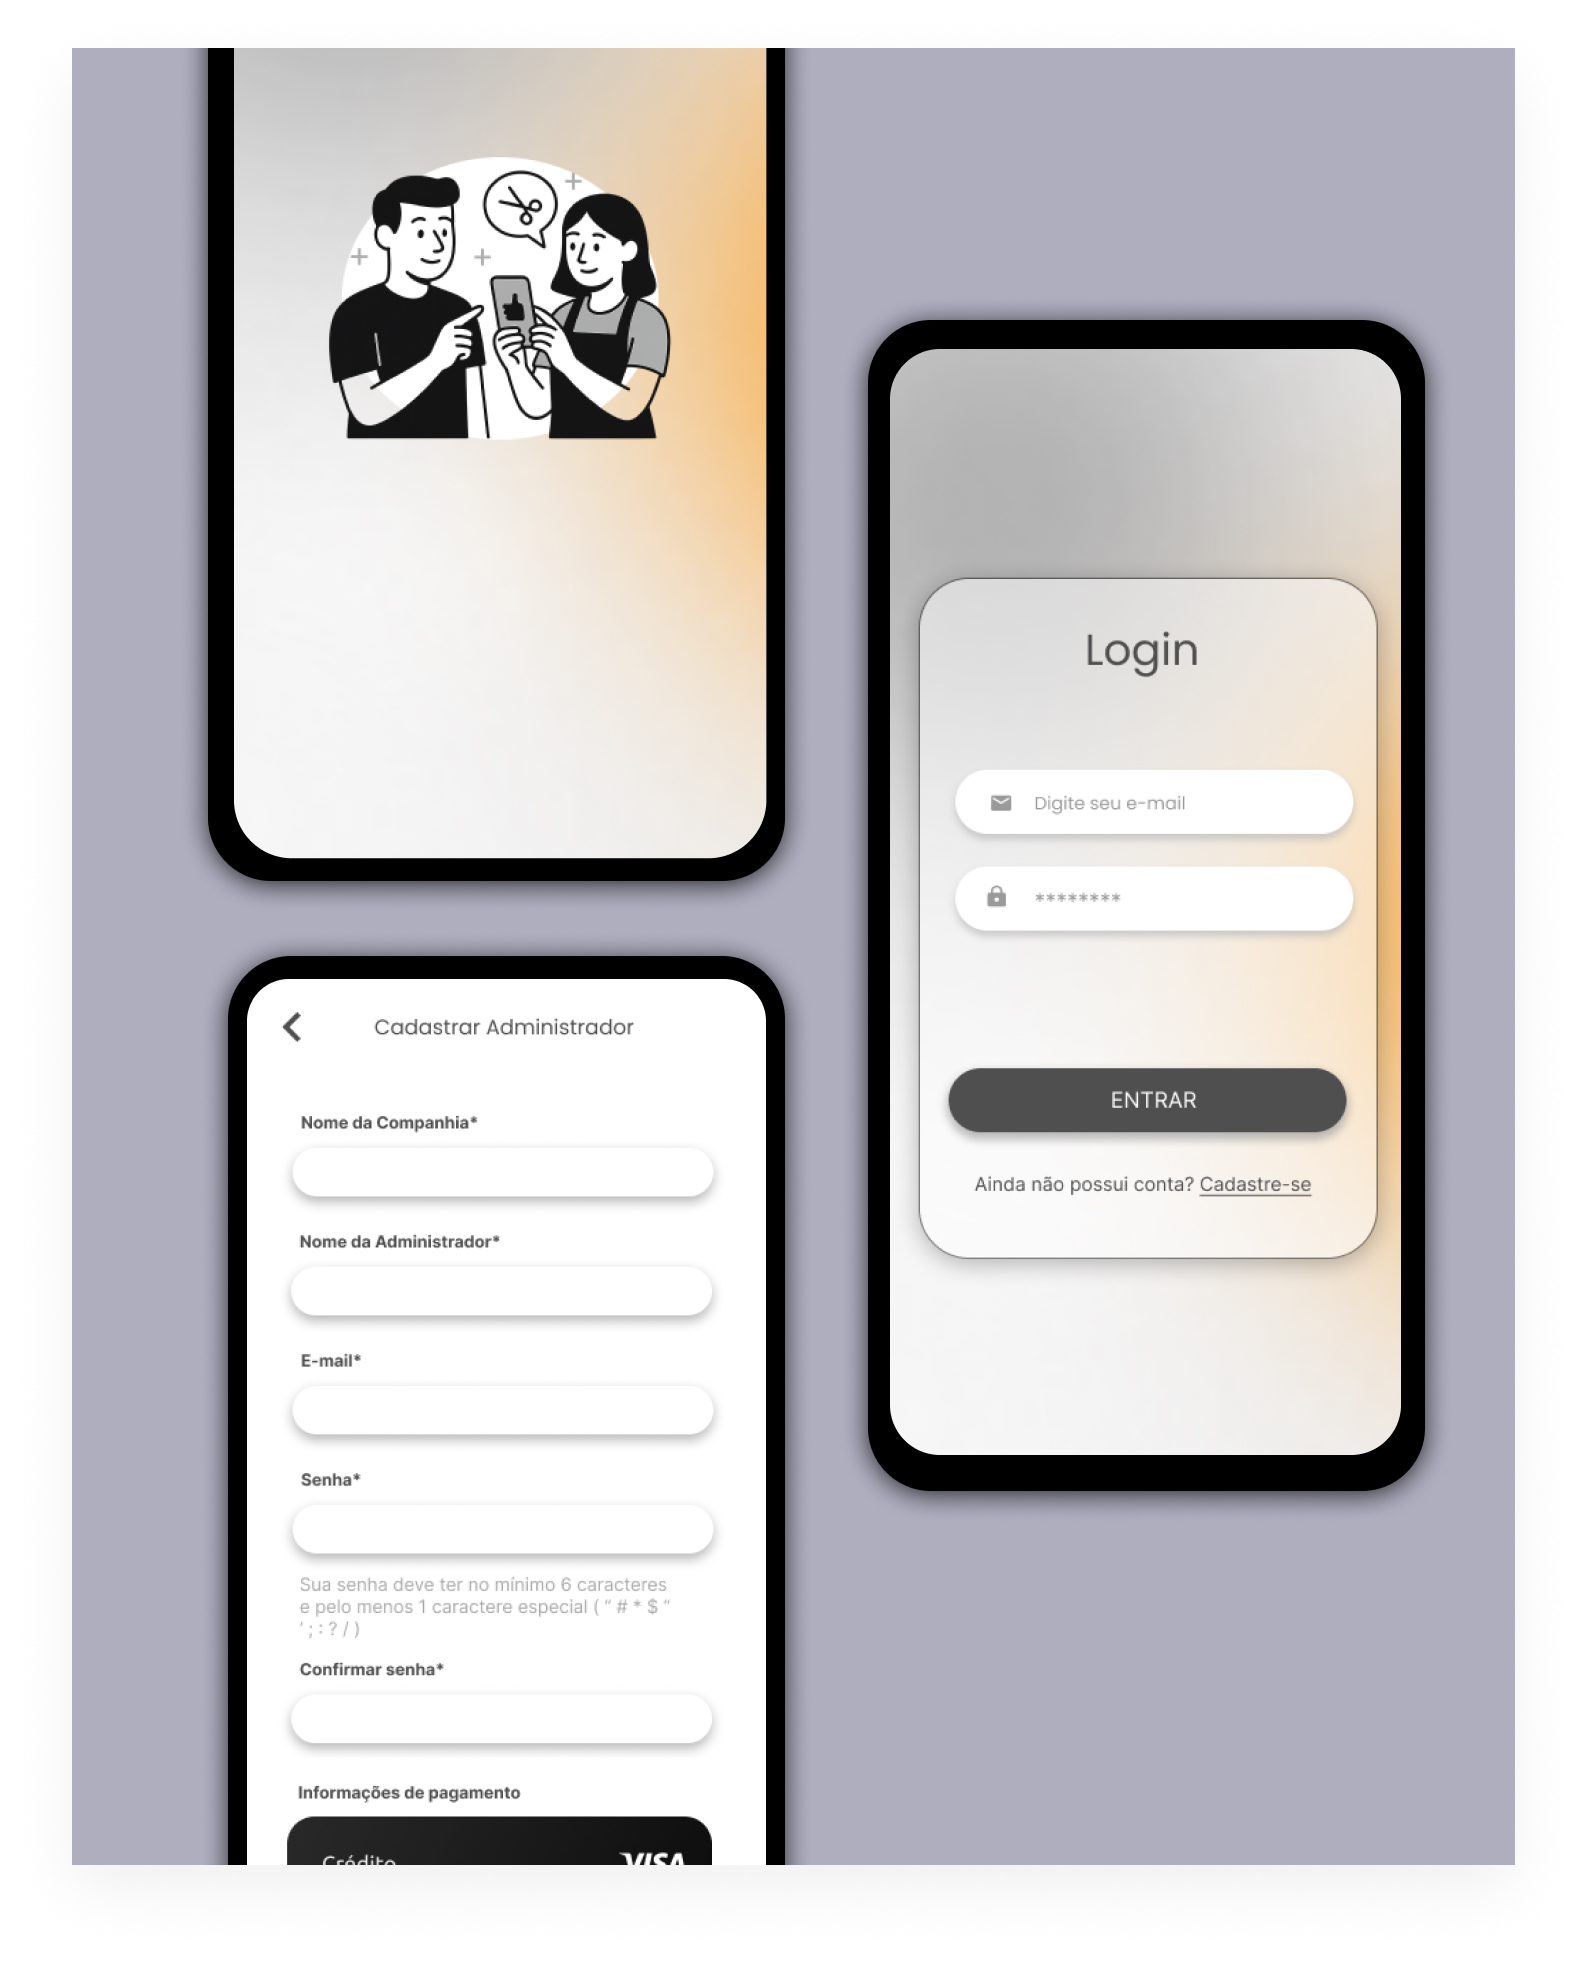 Login
Digite seu e-mail
********
ENTRAR
Ainda não possui conta? Cadastre-se
Cadastrar Administrador
Nome da Companhia*
Nome da Administrador*
E-mail*
Senha*
Sua senha deve ter no mínimo 6 caracteres
e pelo menos 1 caractere especial ( “ # * $ “
‘ ; : ? / )
Confirmar senha*
Informações de pagamento
Crédito VISA